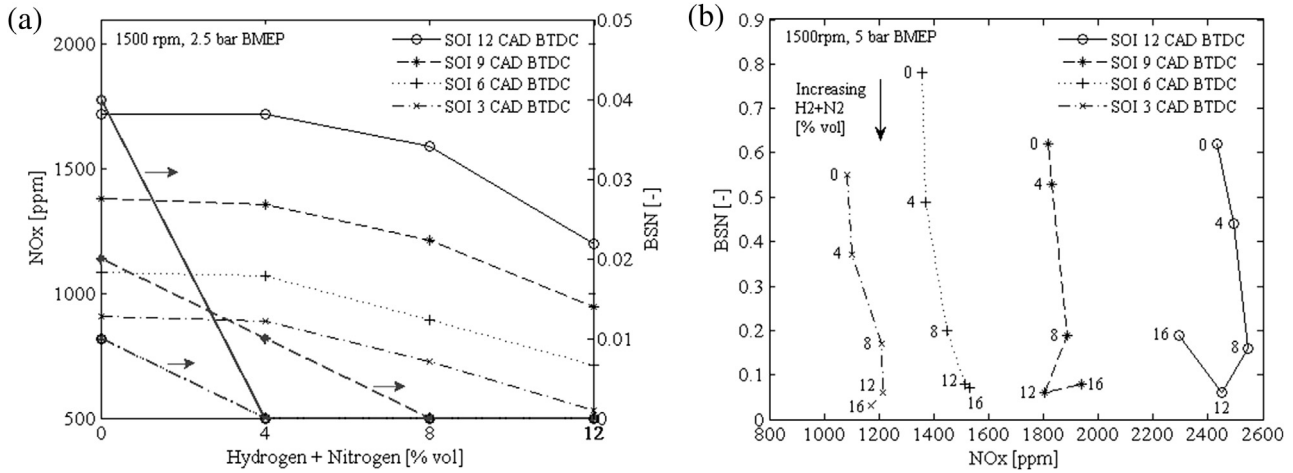 (a)
1500 rpm, 2.5 bar BMEP
SOI 12 CAD BTDC
SOI 9 CAD BTDC
SOI 6 CAD BTDC
SOI 3 CAD BTDC
NOx [ppm]
2000
1500
1000
500
0.05
0.04
0.03
0.02
0.01
0
BSN [-]
0 4 8 12
Hydrogen + Nitrogen [% vol]
(b)
1500rpm, 5 bar BMEP
SOI 12 CAD BTDC
SOI 9 CAD BTDC
SOI 6 CAD BTDC
SOI 3 CAD BTDC
Increasing
H2+N2
[% vol]
BSN [-]
0.9
0.8
0.7
0.6
0.5
0.4
0.3
0.2
0.1
0
0
4
8
12
16
0
4
8
12
16
0
4
8
12
16
0
4
8
16
12
800 1000 1200 1400 1600 1800 2000 2200 2400 2600
NOx [ppm]